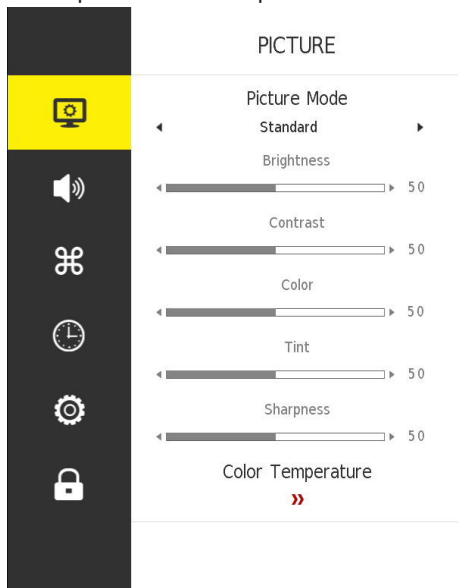 PICTURE
Picture Mode
Standard
Brightness
50
Contrast
50
Color
50
Tint
50
Sharpness
50
Color Temperature